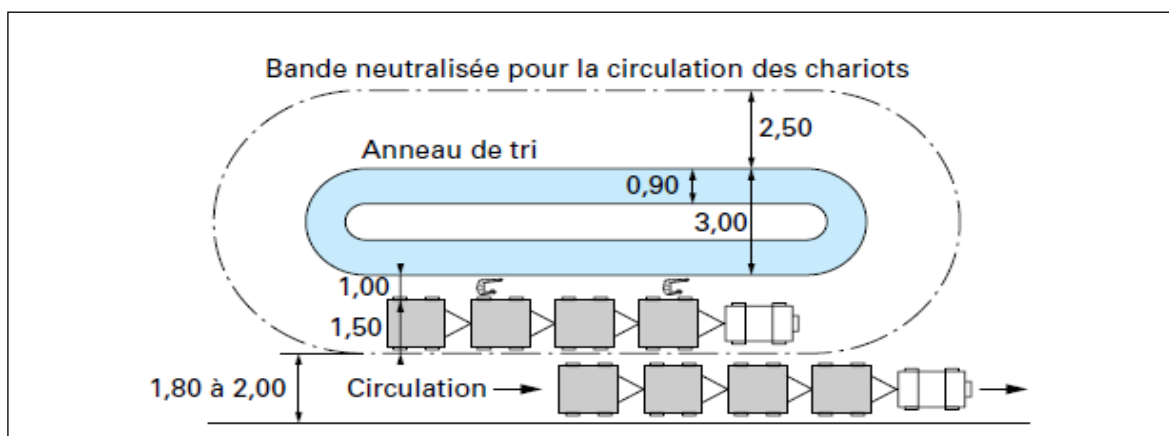 Bande neutralisée pour la circulation des chariots
2,50
Anneau de tri
0,90
3,00
1,00
1,50
1,80 à 2,00
Circulation